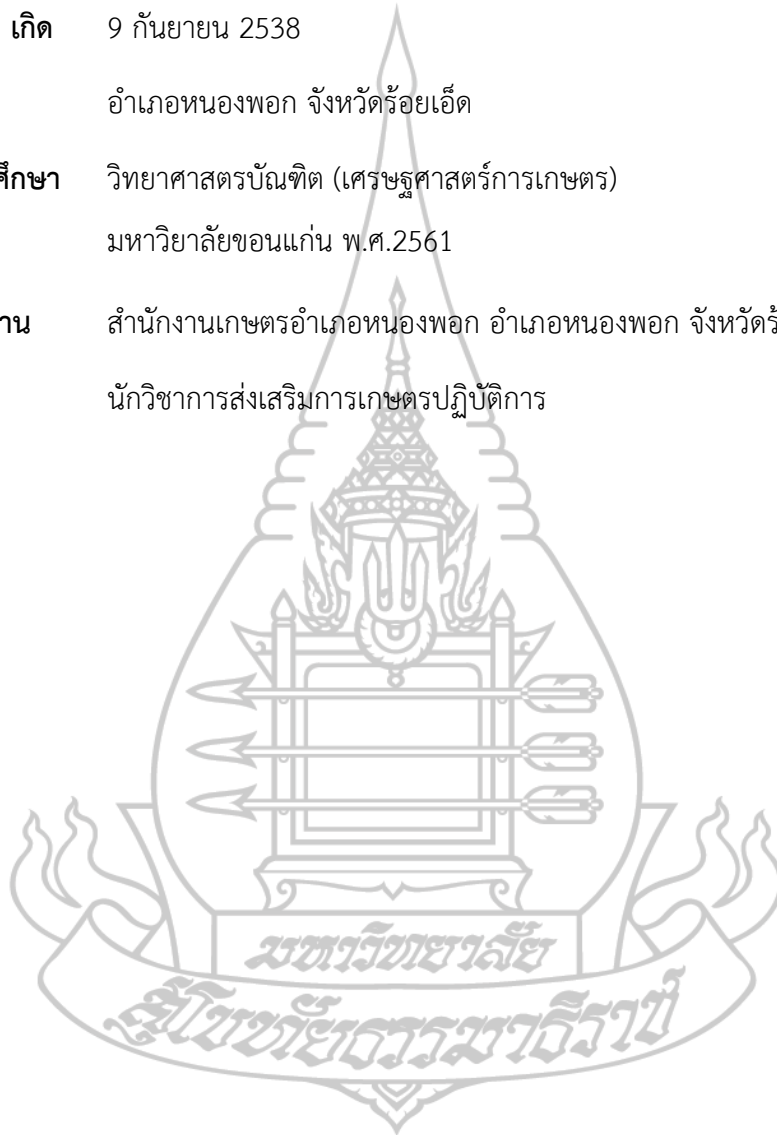 เกิด 9 กันยายน 2538
อำเภอหนองพอก จังหวัดร้อยเอ็ด
ศึกษา วิทยาศาสตรบัณฑิต (เศรษฐศาสตร์การเกษตร)
มหาวิยาลัยขอนแก่น พ.ศ.2561
าน สำนักงานเกษตรอำเภอหนองพอก อำเภอหนองพอก จังหวัดร้
นักวิชาการส่งเสริมการเกษตรปฏิบัติการ
มหาวิทยาลัย
สุโขทัยธรรมาธิราช